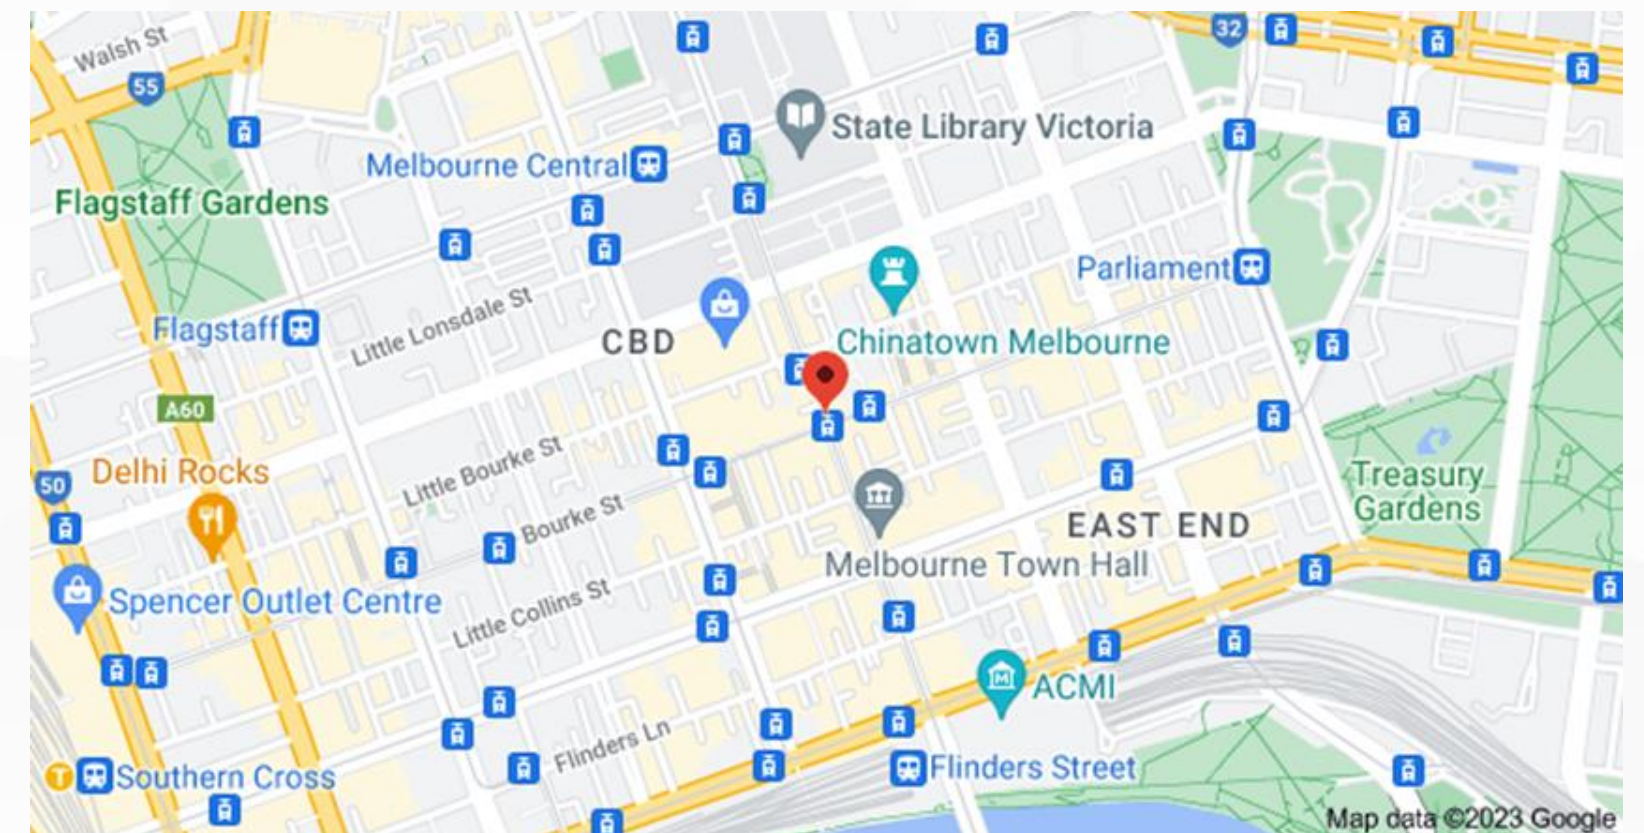 Walsh St
32
55
State Library Victoria
Melbourne Central
Flagstaff Gardens
Parliament
Little Lonsdale St
Flagstaff
CBD
Chinatown Melbourne
A60
Little Bourke St
Delhi Rocks
50
Treasury
Gardens
Bourke St
EAST END
Melbourne Town Hall
Spencer Outlet Centre
Little Collins St
M
ACMI
Flinders Ln
T
Southern Cross
Flinders Street
Map data ©2023 Google